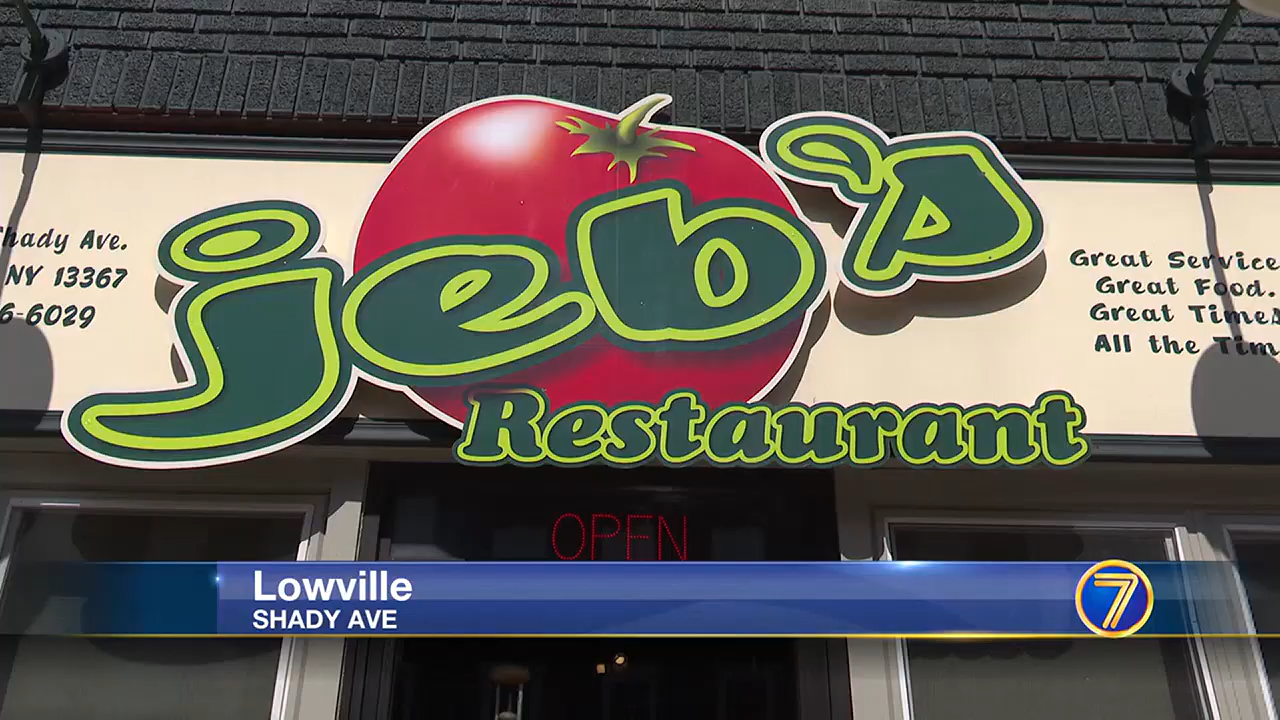 jeb's
Restaurant
Shady Ave.
NY 13367
6-6029
Great Service
Great Food.
Great Times
All the Tim
OPEN
Lowville
SHADY AVE
7